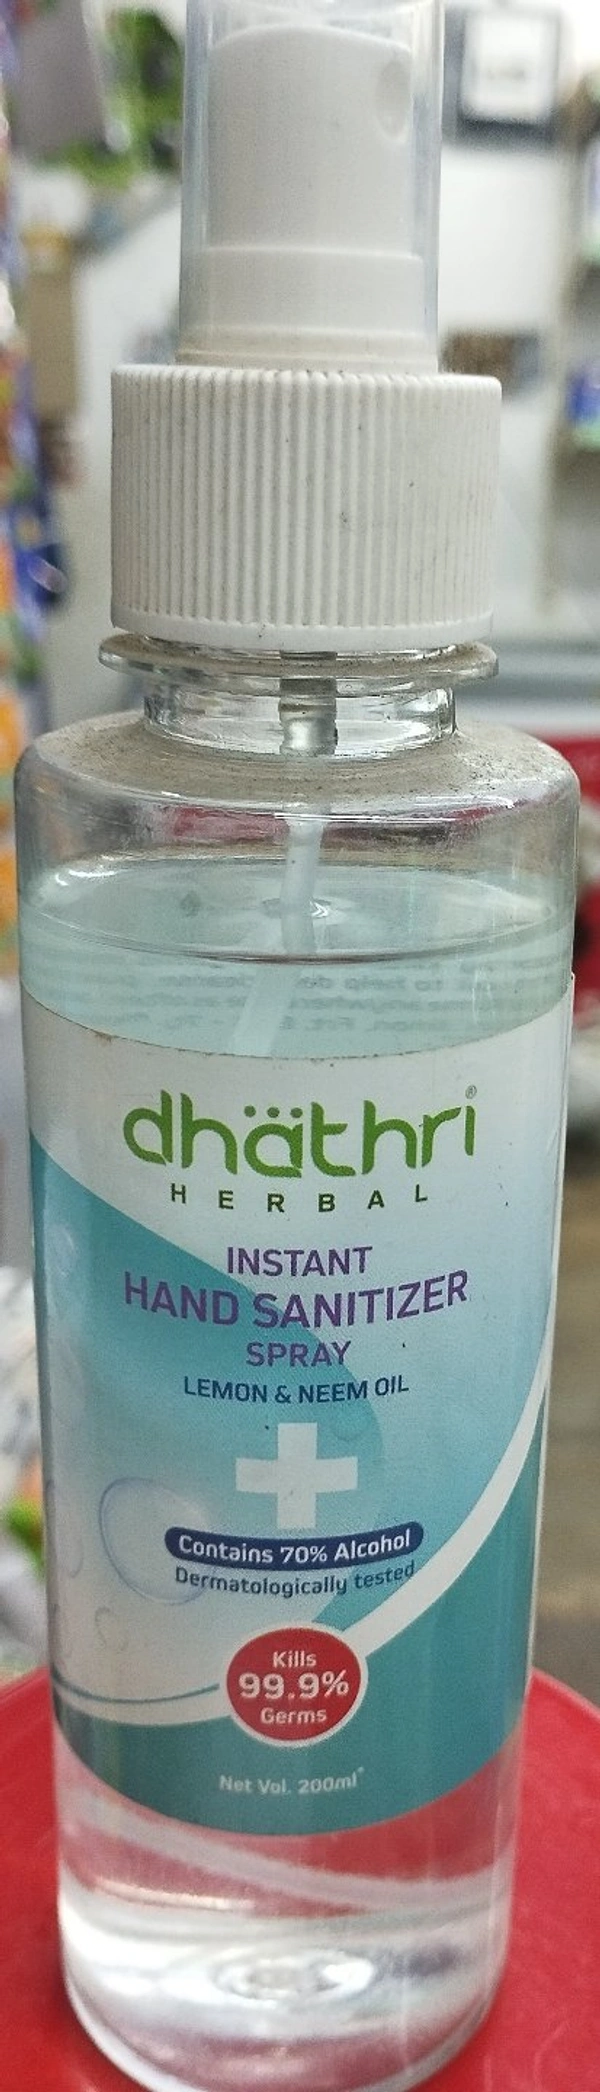 dhäthri®
HERBAL
INSTANT
HAND SANITIZER
SPRAY
LEMON & NEEM OIL
Contains 70% Alcohol
Dermatologically tested
Kills
99.9%
Germs
Net Vol. 200ml*